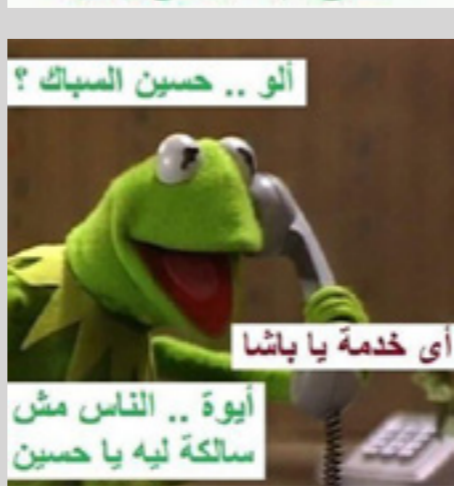 ألو .. حسين السباك ؟
أى خدمة يا باشا
أيوة .. الناس مش
سالكة ليه يا حسين